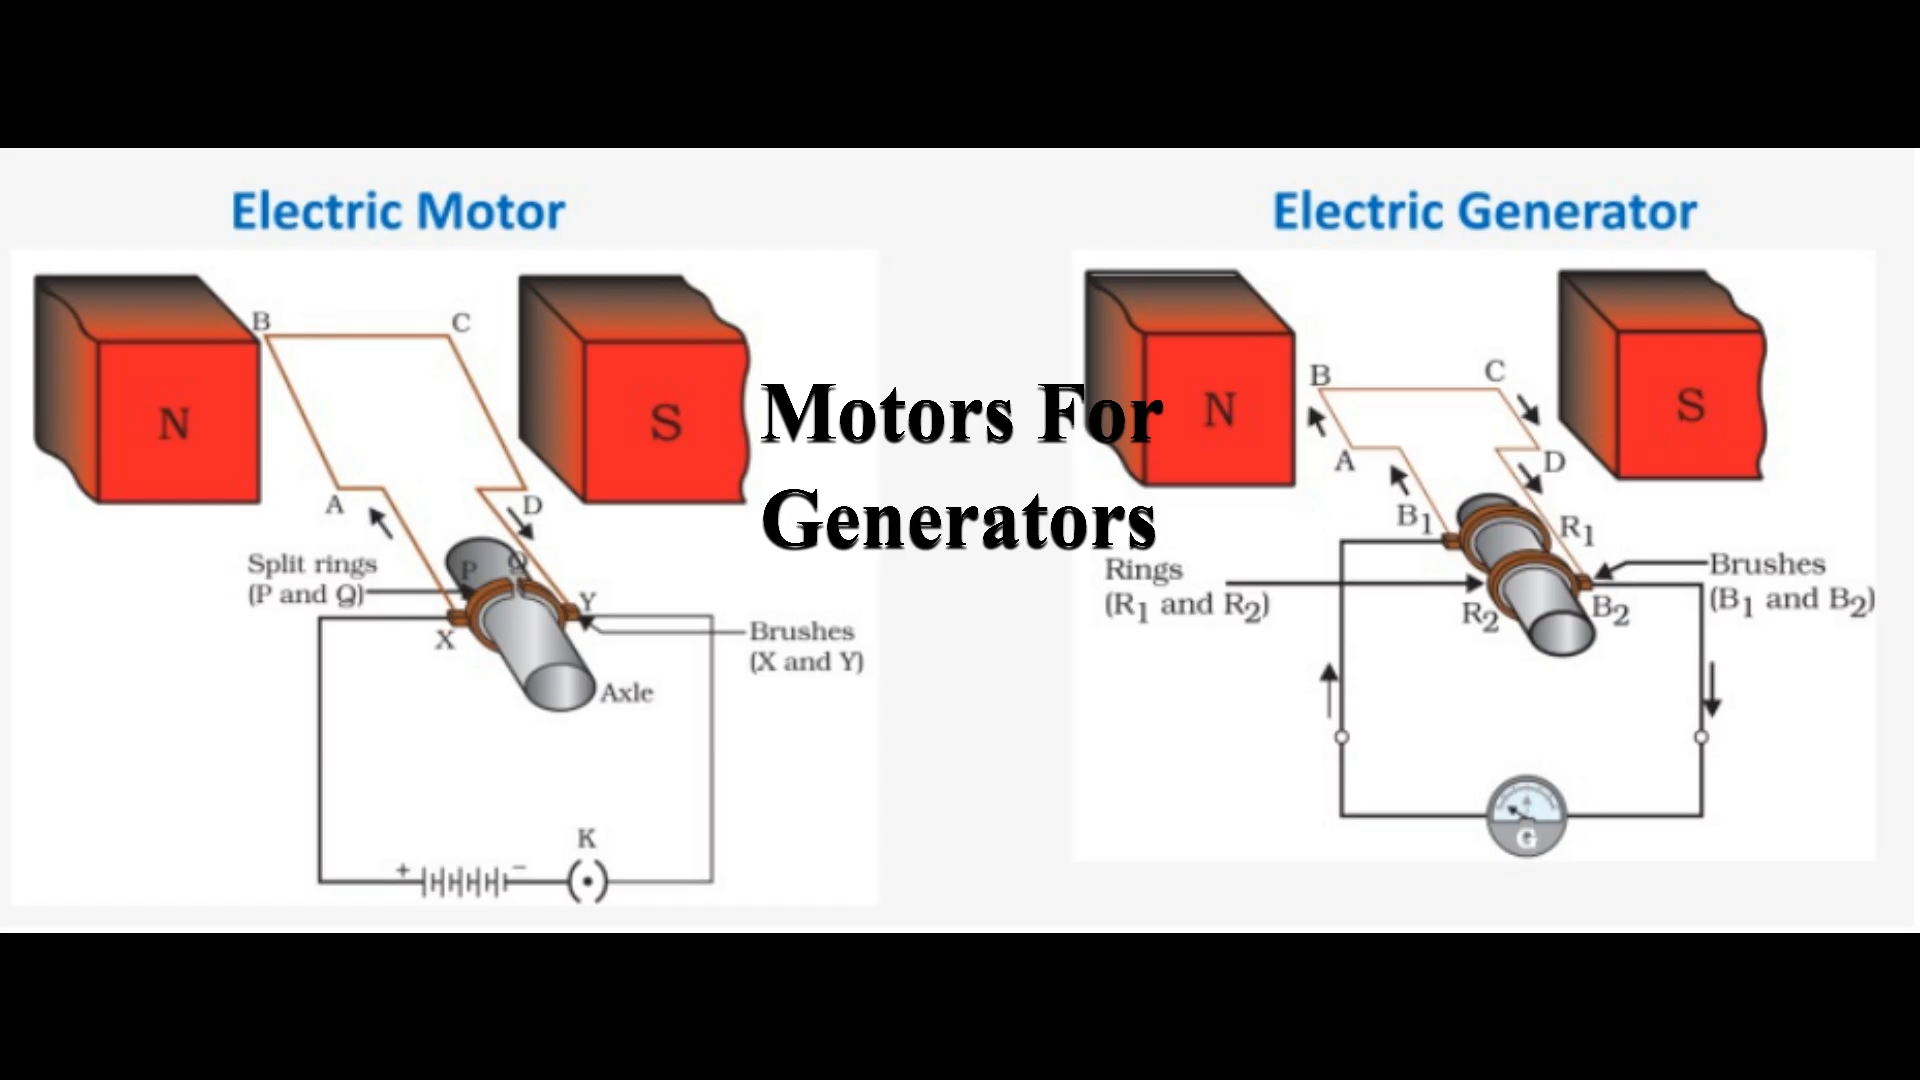 Electric Motor
N
S
B
C
A
D
Split rings
(P and Q)
P
Q
X
Y
Brushes
(X and Y)
Axle
K
+
−
Motors For
Generators
Electric Generator
N
S
B
C
A
D
B1
R1
Rings
(R1 and R2)
R2
B2
Brushes
(B1 and B2)
G